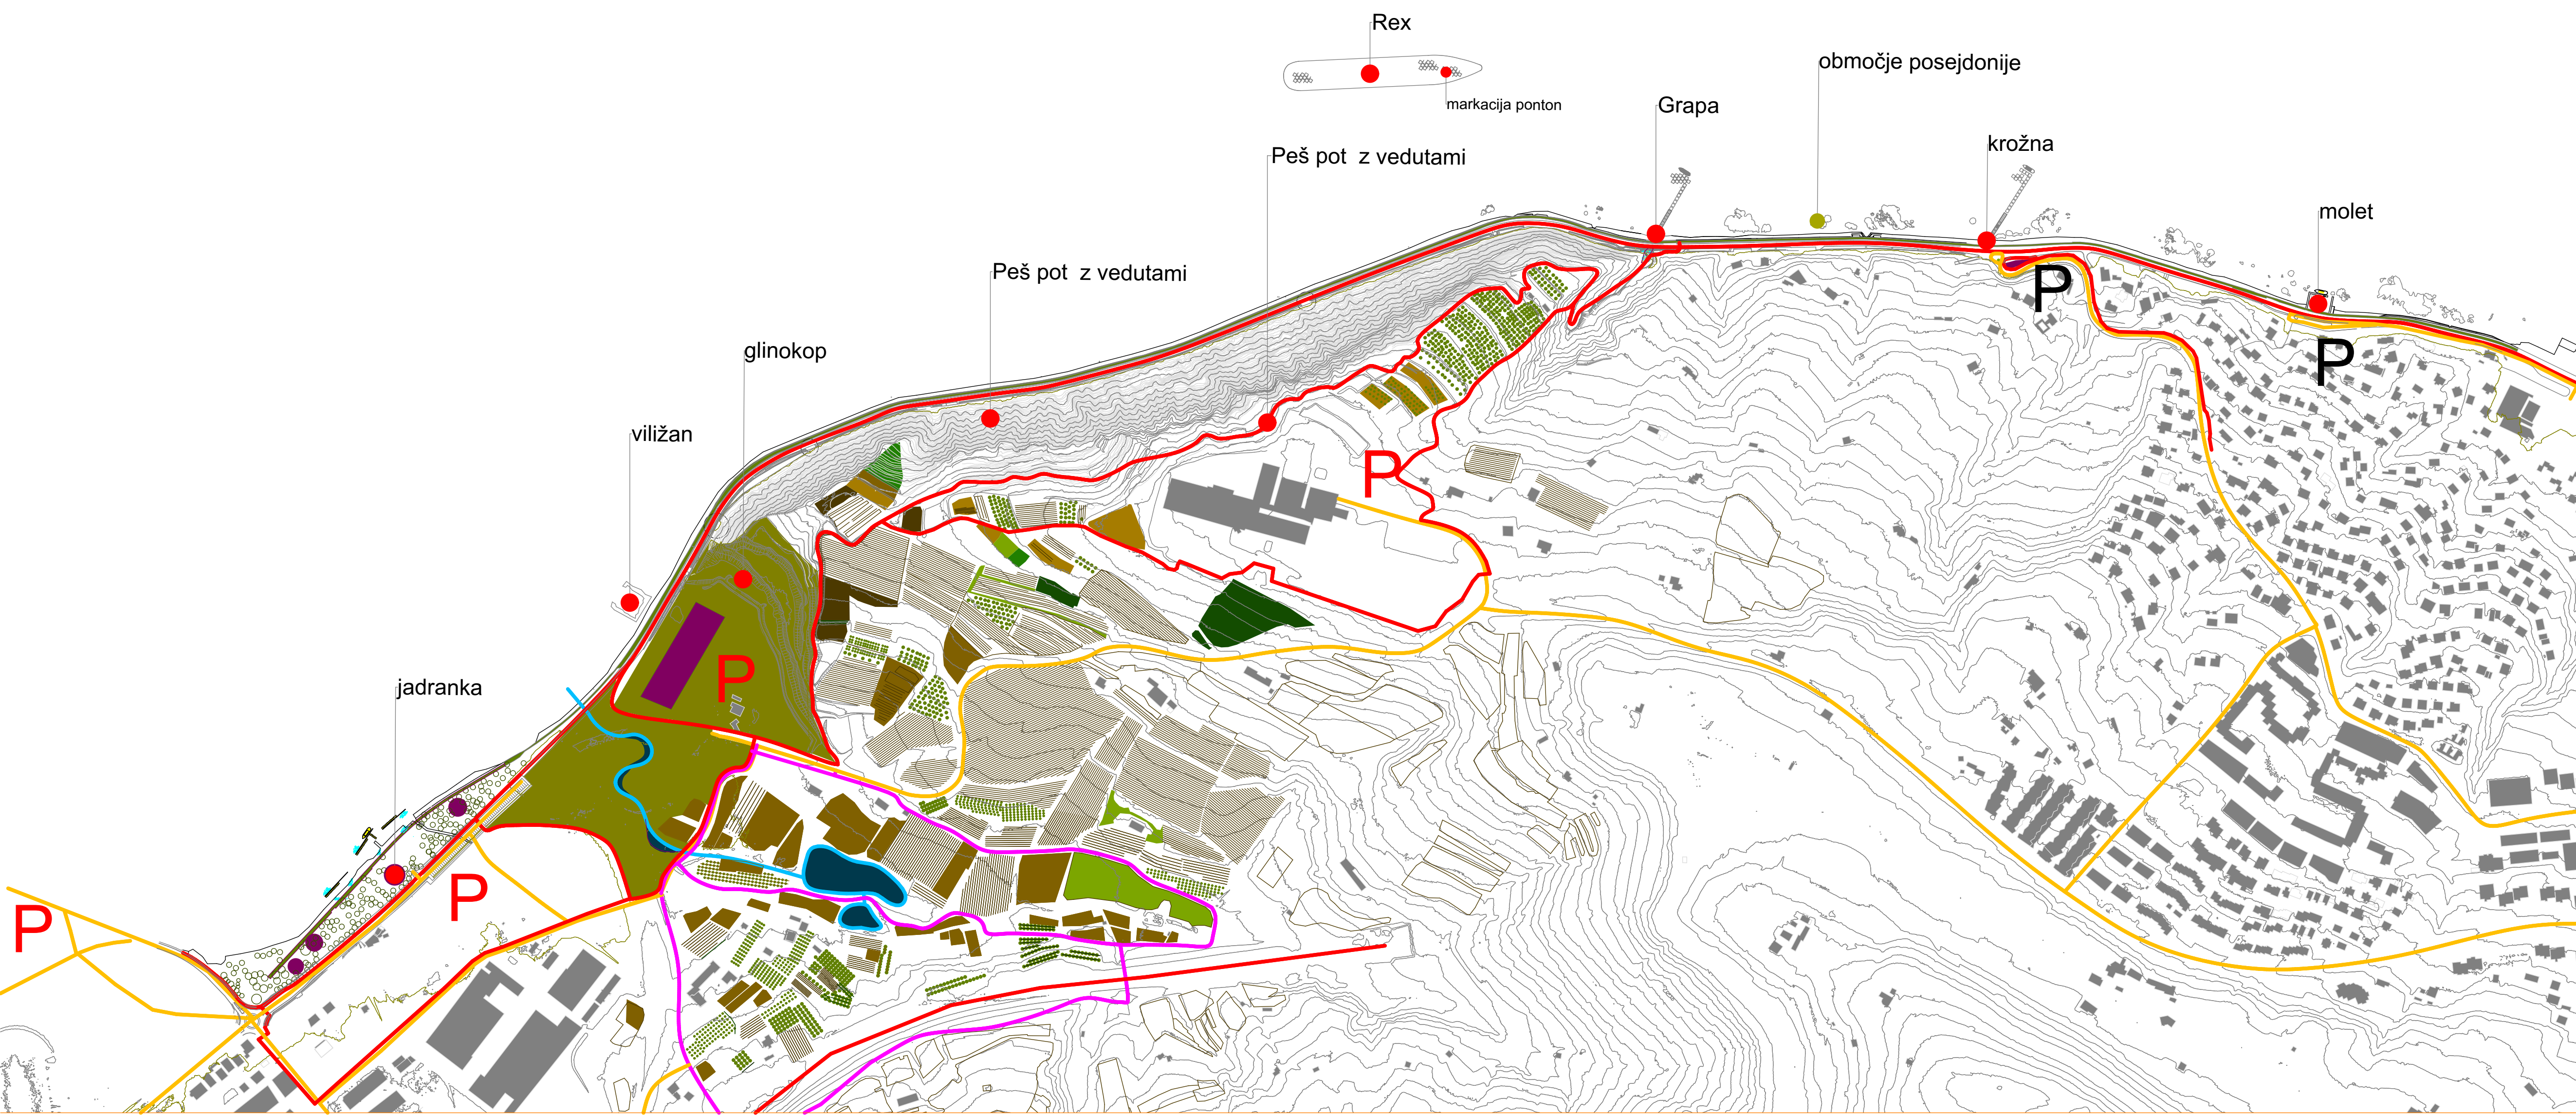 Rex
markacija ponton
območje posejdonije
Grapa
krožna
Peš pot z vedutami
molet
Peš pot z vedutami
P
glinokop
P
viližan
P
P
jadranka
P
P